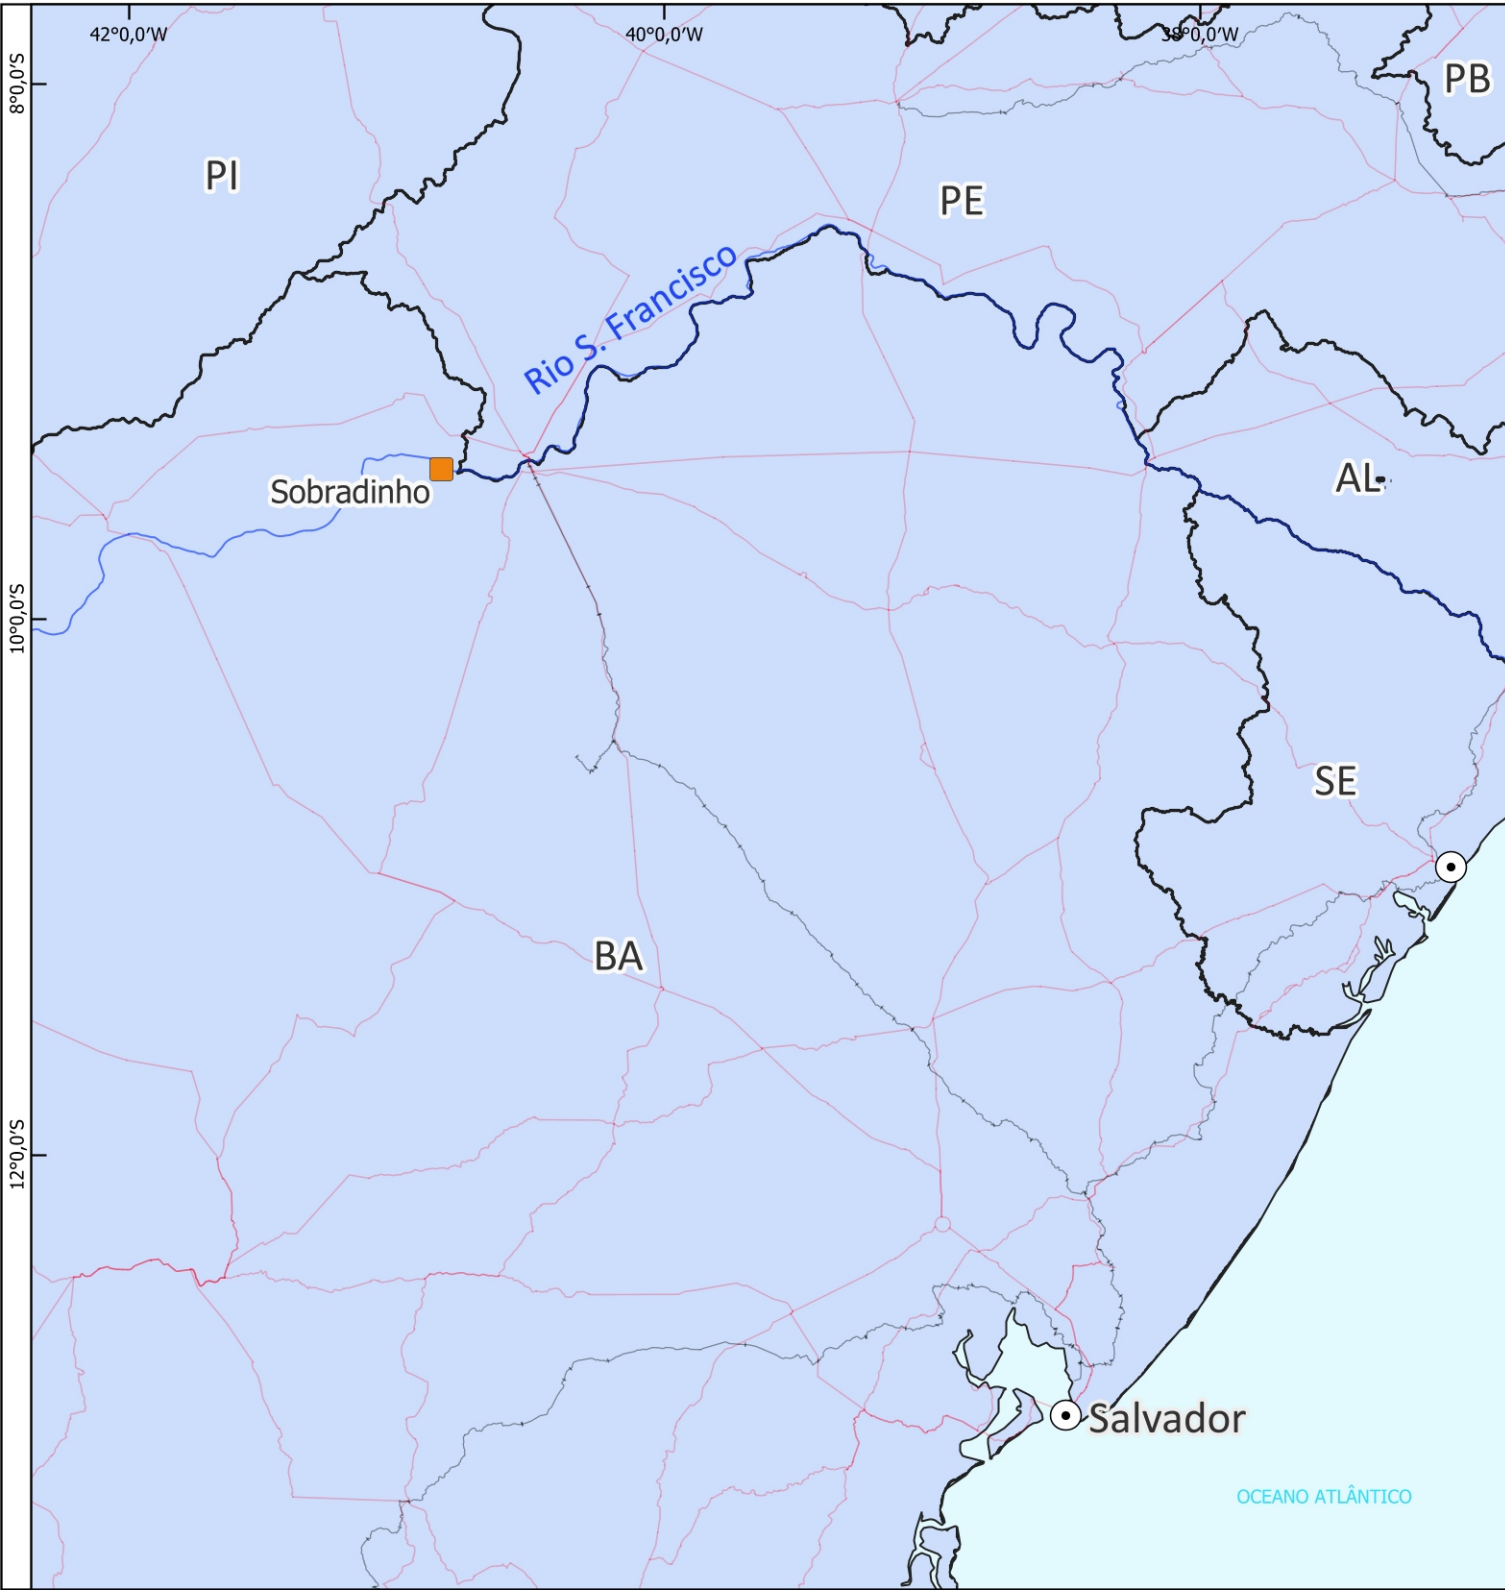 42°0,0'W
40°0,0'W
38°0,0'W
8°0,0'S
PB
PI
PE
Rio S. Francisco
Sobradinho
AL
10°0,0'S
SE
BA
12°0,0'S
Salvador
OCEANO ATLÂNTICO